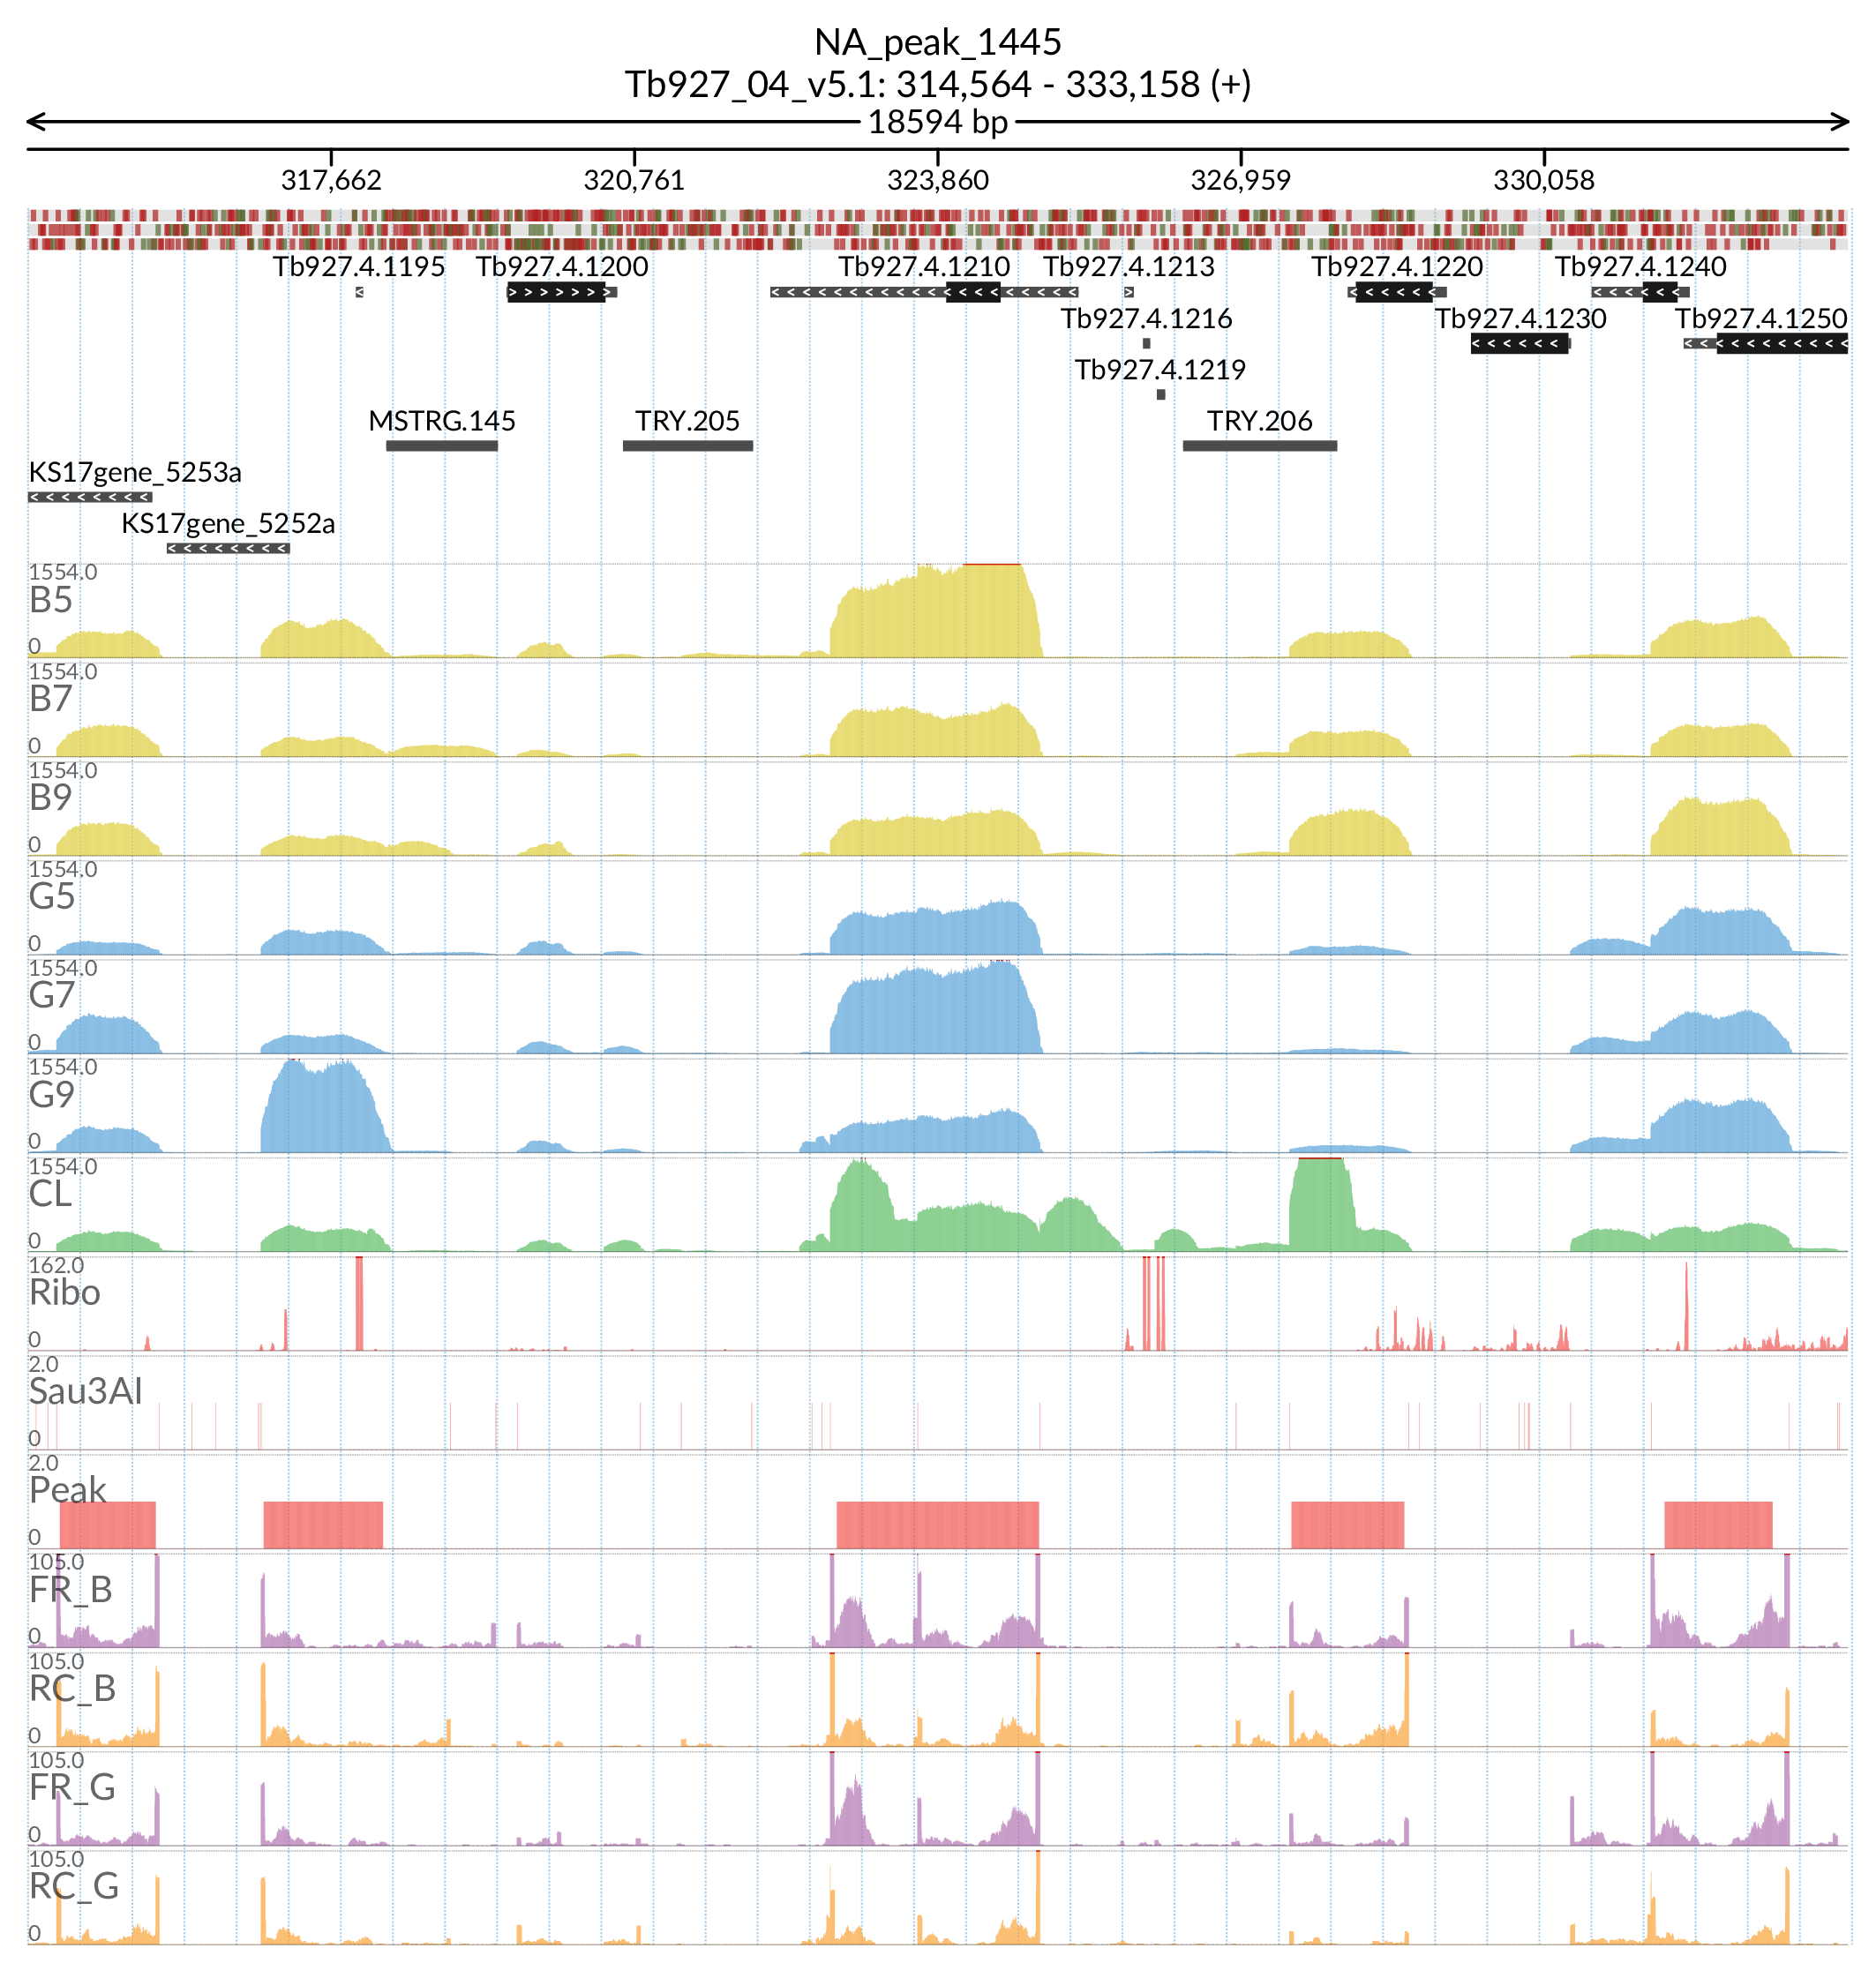 NA_peak_1445
Tb927_04_v5.1: 314,564 - 333,158 (+)
18594 bp
317,662 320,761 323,860 326,959 330,058
Tb927.4.1195 Tb927.4.1200 Tb927.4.1210 Tb927.4.1213 Tb927.4.1220 Tb927.4.1240
Tb927.4.1216 Tb927.4.1230 Tb927.4.1250
Tb927.4.1219
MSTRG.145 TRY.205 TRY.206
KS17gene_5253a
KS17gene_5252a
1554.0
B5
0
1554.0
B7
0
1554.0
B9
0
1554.0
G5
0
1554.0
G7
0
1554.0
G9
0
1554.0
CL
0
162.0
Ribo
0
2.0
Sau3AI
0
2.0
Peak
0
105.0
FR_B
0
105.0
RC_B
0
105.0
FR_G
0
105.0
RC_G
0